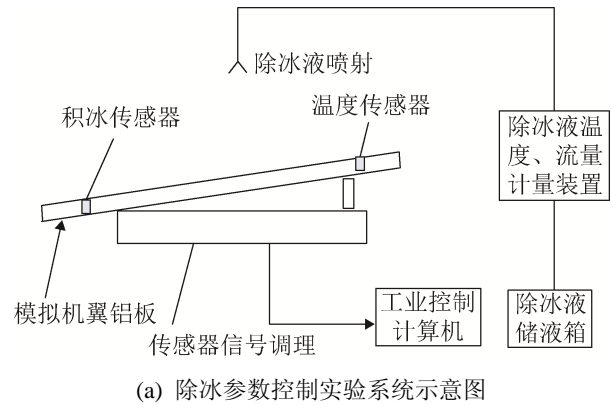 除冰液喷射
积冰传感器
温度传感器
除冰液温
度、流量
计量装置
模拟机翼铝板
传感器信号调理
工业控制
计算机
除冰液
储液箱
(a) 除冰参数控制实验系统示意图